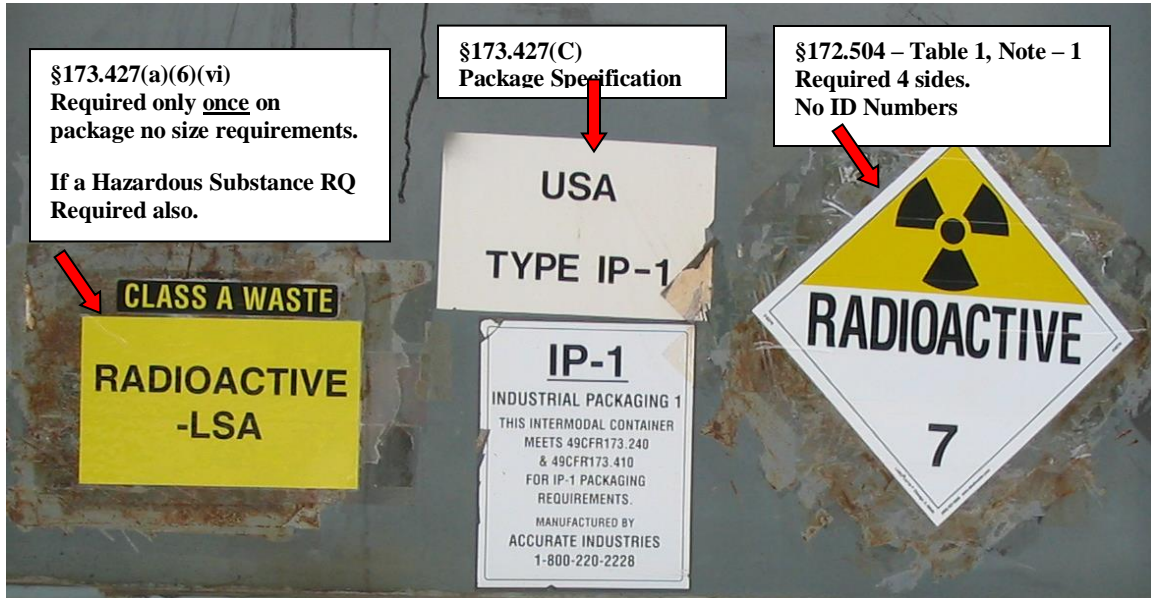 §173.427(a)(6)(vi)
Required only once on
package no size requirements.
If a Hazardous Substance RQ
Required also.
§173.427(C)
Package Specification
§172.504 – Table 1, Note – 1
Required 4 sides.
No ID Numbers
CLASS A WASTE
RADIOACTIVE
-LSA
USA
TYPE IP-1
IP-1
INDUSTRIAL PACKAGING 1
THIS INTERMODAL CONTAINER
MEETS 49CFR173.240
& 49CFR173.410
FOR IP-1 PACKAGING
REQUIREMENTS.
MANUFACTURED BY
ACCURATE INDUSTRIES
1-800-220-2228
RADIOACTIVE
7